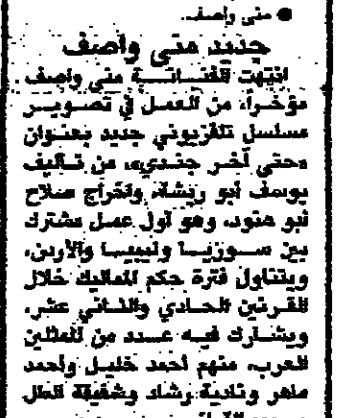 ● منى واصف.
جديد منى واصف
انتهت الفنانة منى واصف
مؤخراً، من العمل في تصوير
مسلسل تلفزيوني جديد بعنوان
«حتى آخر جندي»، من تأليف
يوسف أبو ريشة، وإخراج صلاح
أبو هنود، وهو أول عمل مشترك
بين سوريا وليبيا والأردن،
ويتناول فترة حكم المماليك خلال
القرنين الحادي والثاني عشر،
ويشارك فيه عدد من الممثلين
العرب، منهم أحمد خليل وأحمد
ماهر ونادية رشاد وشفيقة الطل